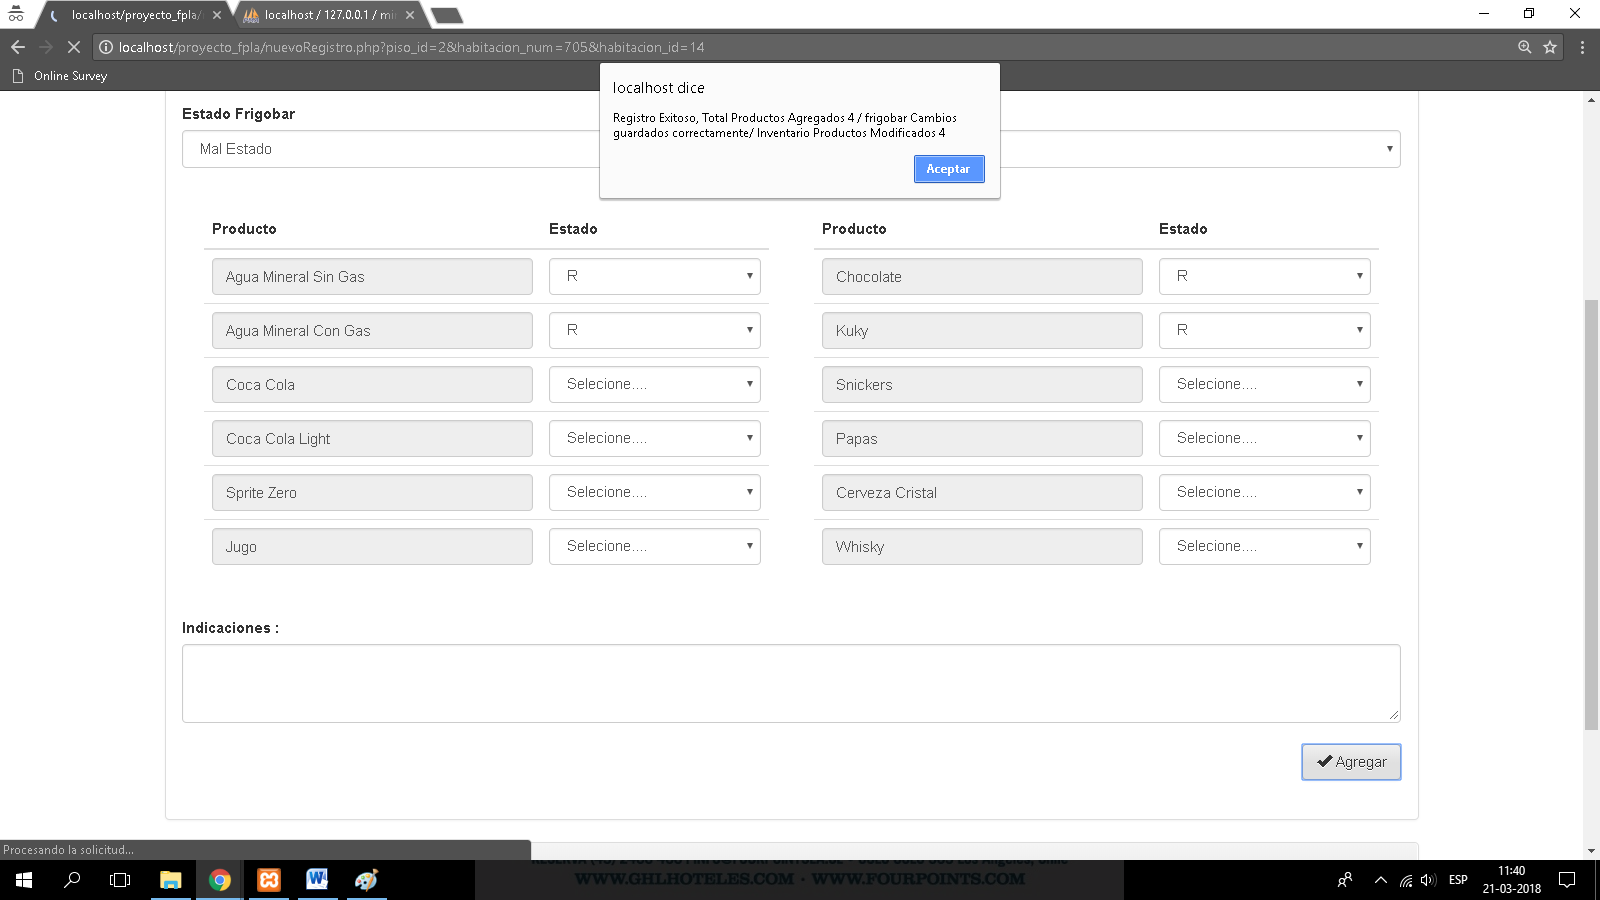 localhost/proyecto_fpla/
localhost / 127.0.0.1 / mi
localhost/proyecto_fpla/nuevoRegistro.php?piso_id=2&habitacion_num=705&habitacion_id=14
Online Survey
localhost dice
Registro Exitoso, Total Productos Agregados 4 / frigobar Cambios
guardados correctamente/ Inventario Productos Modificados 4
Aceptar
Estado Frigobar
Mal Estado
Producto Estado Producto Estado
Agua Mineral Sin Gas R Chocolate R
Agua Mineral Con Gas R Kuky R
Coca Cola Selecione.... Snickers Selecione....
Coca Cola Light Selecione.... Papas Selecione....
Sprite Zero Selecione.... Cerveza Cristal Selecione....
Jugo Selecione.... Whisky Selecione....
Indicaciones :
Agregar
Procesando la solicitud...
WWW.GHLHOTELES.COM · WWW.FOURPOINTS.COM
ESP
11:40
21-03-2018